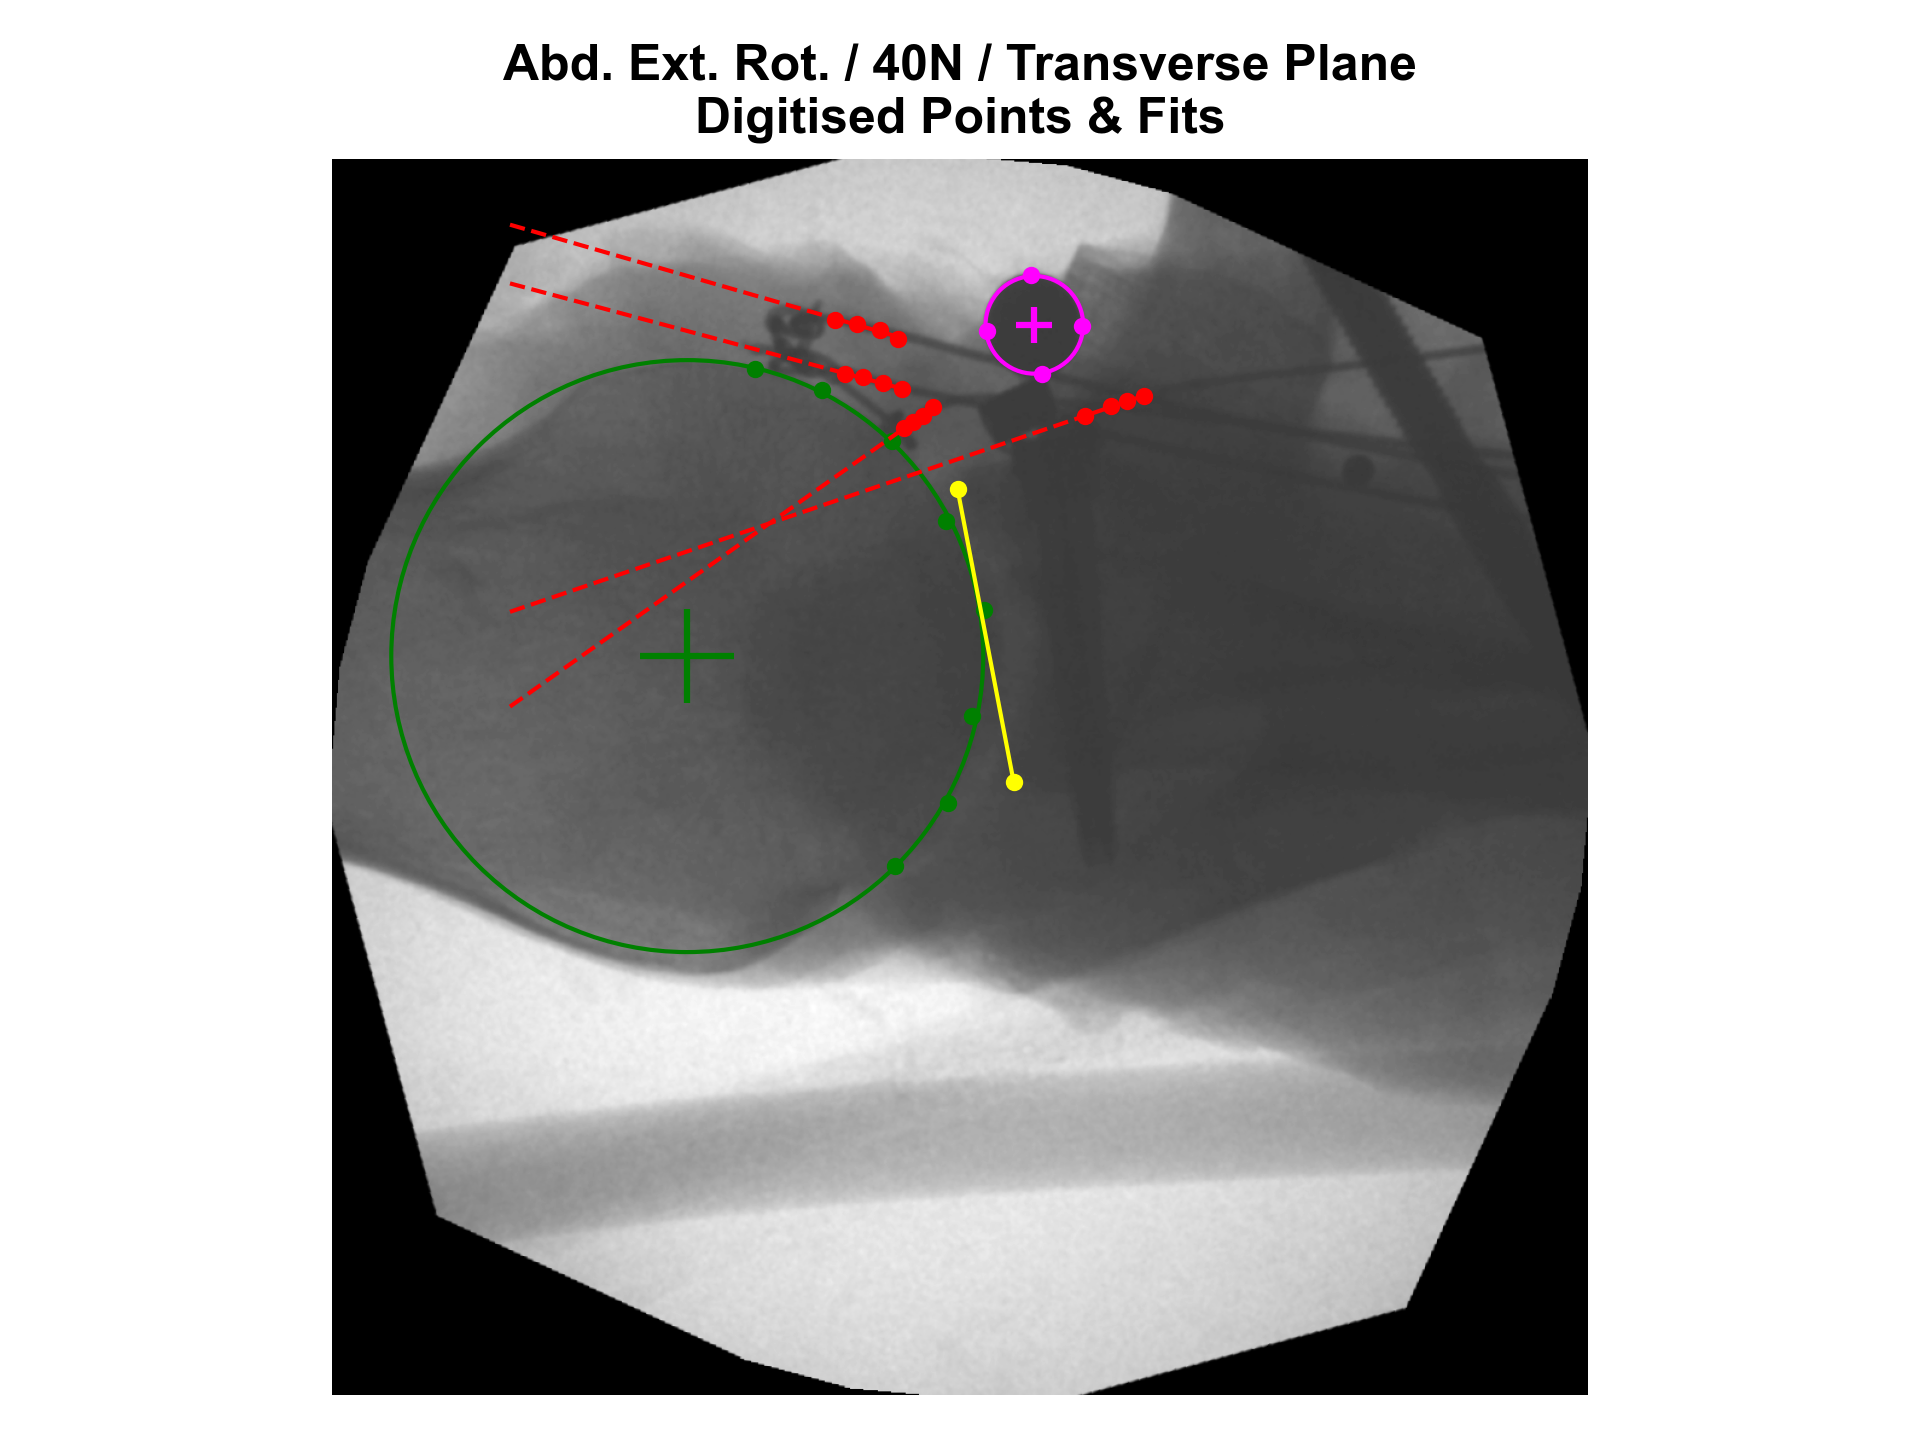 Abd. Ext. Rot. / 40N / Transverse Plane
Digitised Points & Fits